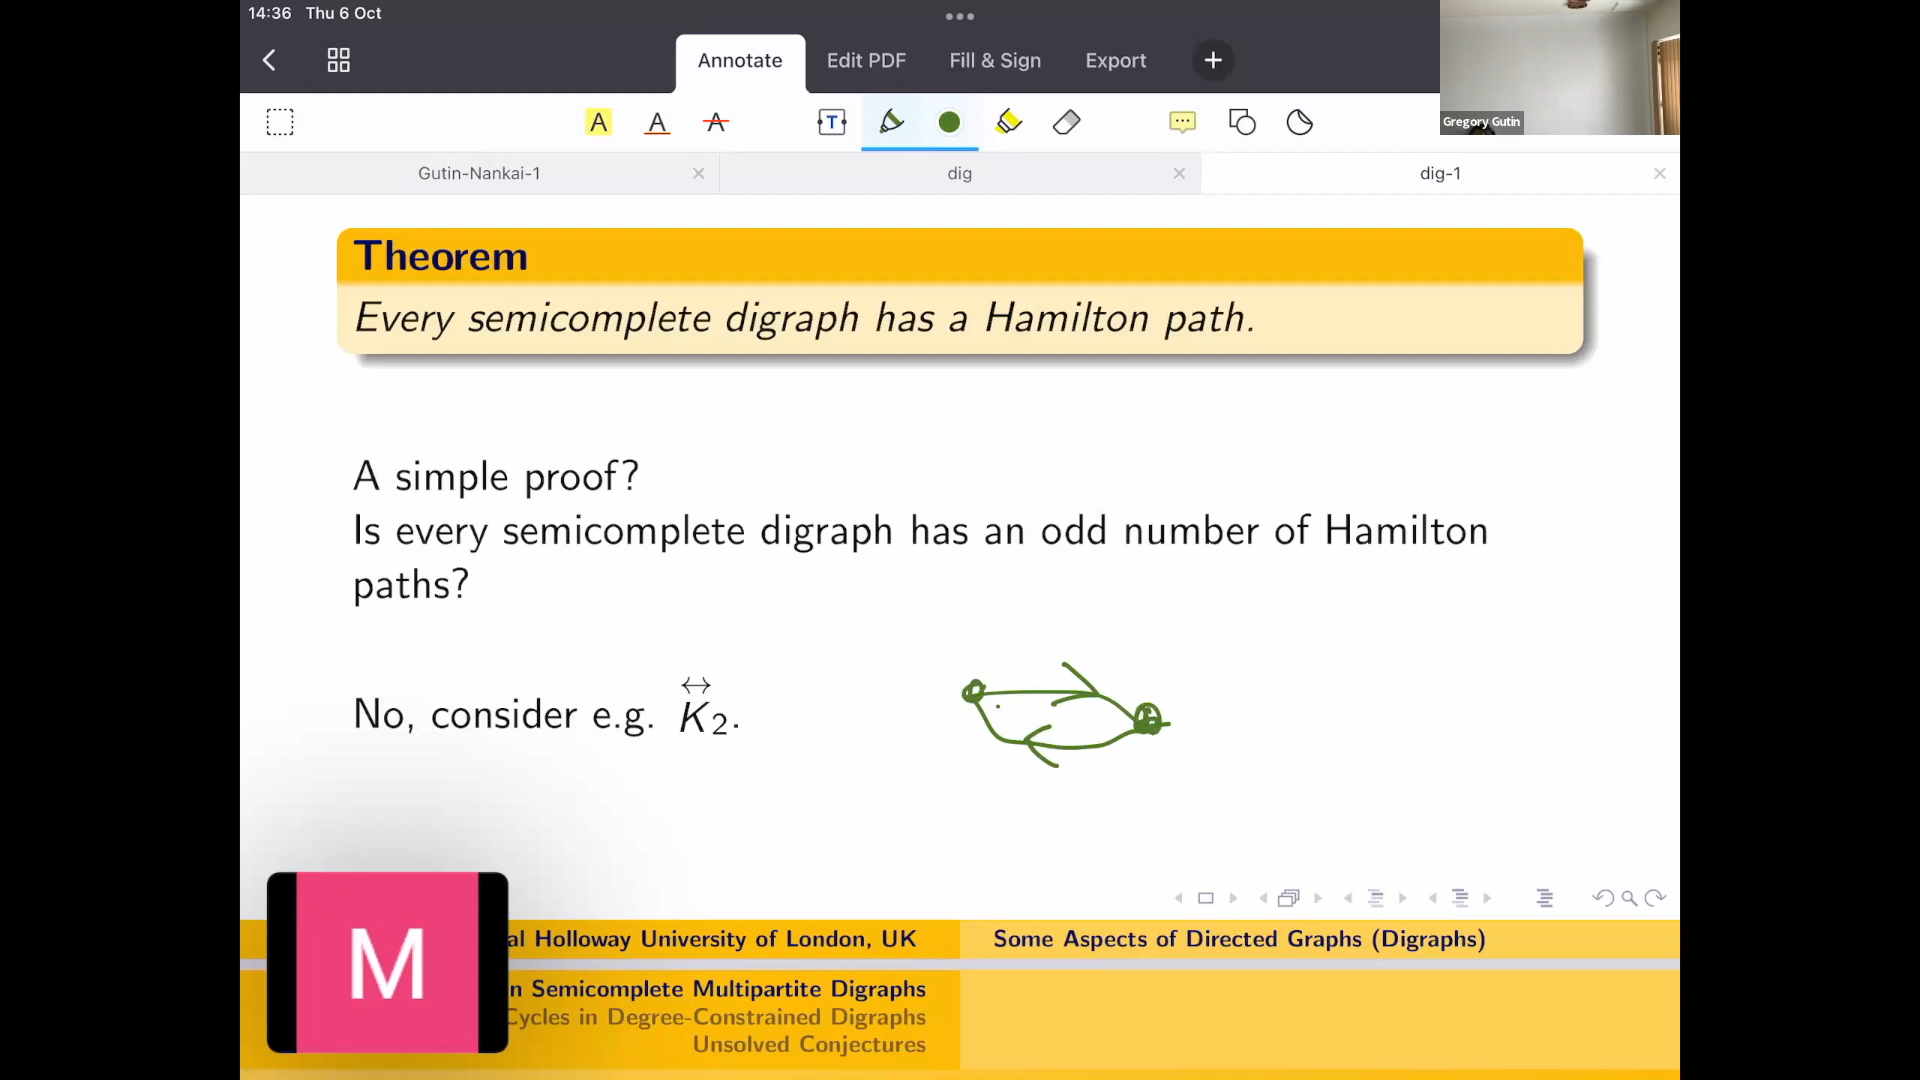 14:36 Thu 6 Oct
Annotate Edit PDF Fill & Sign Export
A A A T
Gregory Gutin
Gutin-Nankai-1 dig dig-1
Theorem
Every semicomplete digraph has a Hamilton path.
A simple proof?
Is every semicomplete digraph has an odd number of Hamilton
paths?
No, consider e.g. K↔2.
M
al Holloway University of London, UK Some Aspects of Directed Graphs (Digraphs)
n Semicomplete Multipartite Digraphs
Cycles in Degree-Constrained Digraphs
Unsolved Conjectures